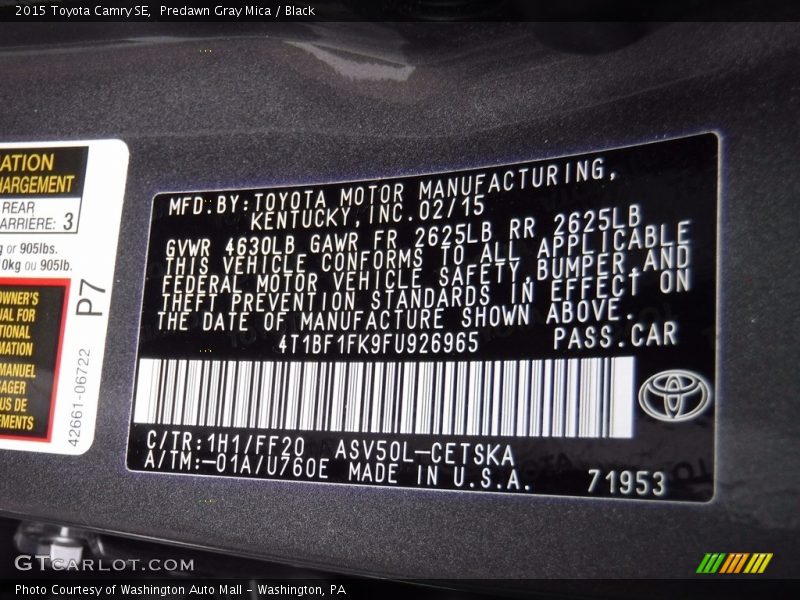 2015 Toyota Camry SE, Predawn Gray Mica / Black
ATION
HARGEMENT
REAR
ARRIÈRE: 3
g or 905lbs.
0kg ou 905lb.
OWNER'S
UAL FOR
TIONAL
MATION
MANUEL
AGER
US DE
EMENTS
P7
42661-06722
MFD.BY:TOYOTA MOTOR MANUFACTURING,
KENTUCKY,INC.02/15
GVWR 4630LB GAWR FR 2625LB RR 2625LB
THIS VEHICLE CONFORMS TO ALL APPLICABLE
FEDERAL MOTOR VEHICLE SAFETY,BUMPER,AND
THEFT PREVENTION STANDARDS IN EFFECT ON
THE DATE OF MANUFACTURE SHOWN ABOVE.
4T1BF1FK9FU926965 PASS.CAR
C/TR:1H1/FF20 ASV50L-CETSKA
A/TM:-01A/U760E MADE IN U.S.A.
71953
GTCARLOT.COM
Photo Courtesy of Washington Auto Mall - Washington, PA